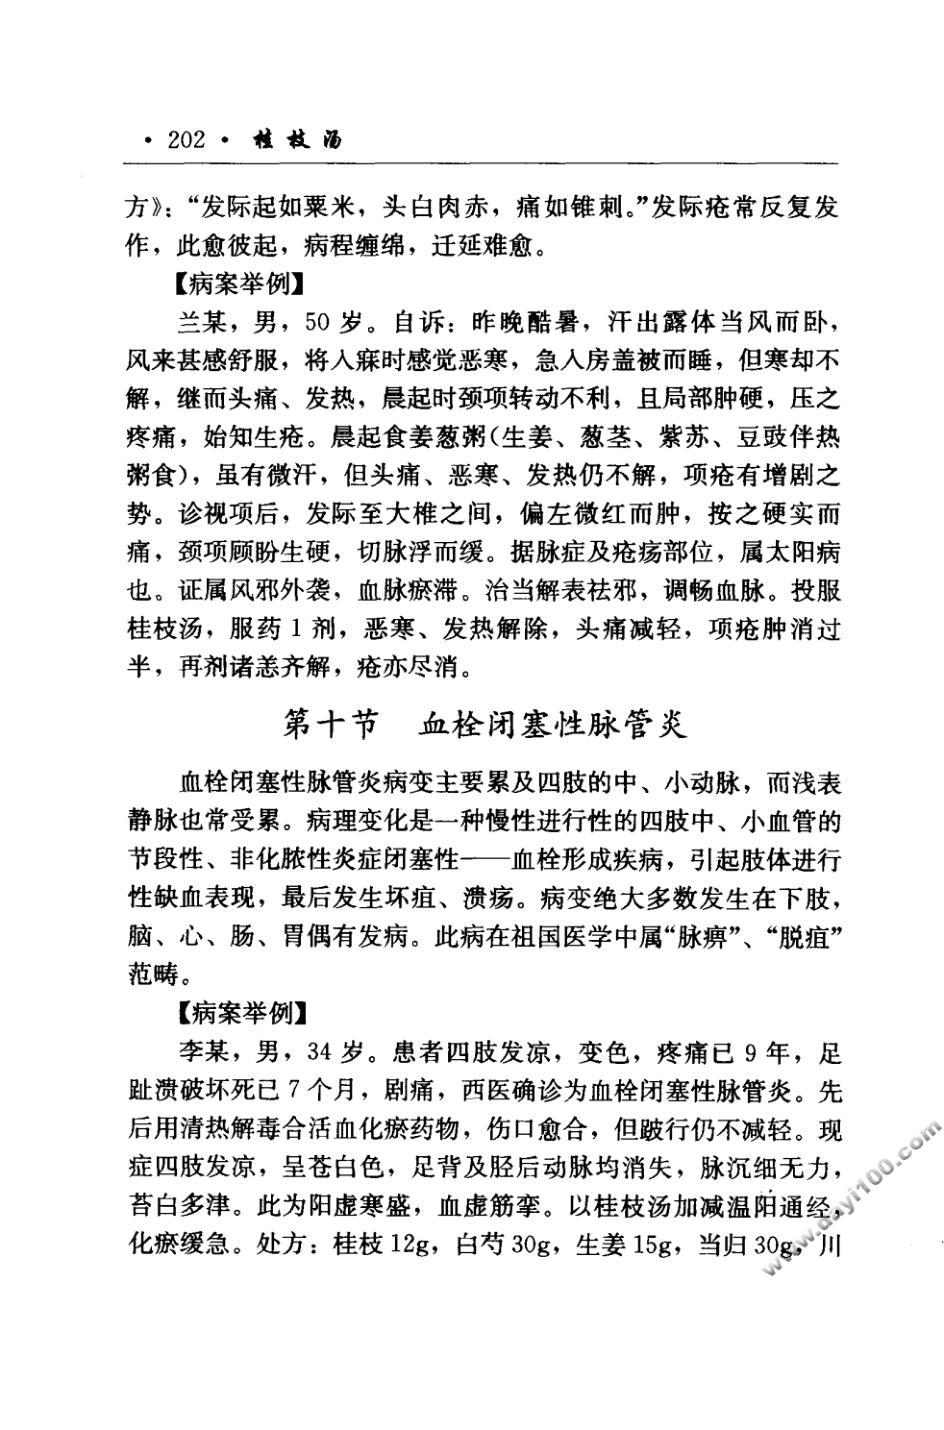 · 202 · 桂枝汤
方》：“发际起如粟米，头白肉赤，痛如锥刺。”发际疮常反复发
作，此愈彼起，病程缠绵，迁延难愈。
【病案举例】
兰某，男，50 岁。自诉：昨晚酷暑，汗出露体当风而卧，
风来甚感舒服，将入寐时感觉恶寒，急入房盖被而睡，但寒却不
解，继而头痛、发热，晨起时颈项转动不利，且局部肿硬，压之
疼痛，始知生疮。晨起食姜葱粥（生姜、葱茎、紫苏、豆豉伴热
粥食），虽有微汗，但头痛、恶寒、发热仍不解，项疮有增剧之
势。诊视项后，发际至大椎之间，偏左微红而肿，按之硬实而
痛，颈项顾盼生硬，切脉浮而缓。据脉症及疮疡部位，属太阳病
也。证属风邪外袭，血脉瘀滞。治当解表祛邪，调畅血脉。投服
桂枝汤，服药 1 剂，恶寒、发热解除，头痛减轻，项疮肿消过
半，再剂诸恙齐解，疮亦尽消。
第十节 血栓闭塞性脉管炎
血栓闭塞性脉管炎病变主要累及四肢的中、小动脉，而浅表
静脉也常受累。病理变化是一种慢性进行性的四肢中、小血管的
节段性、非化脓性炎症闭塞性——血栓形成疾病，引起肢体进行
性缺血表现，最后发生坏疽、溃疡。病变绝大多数发生在下肢，
脑、心、肠、胃偶有发病。此病在祖国医学中属“脉痹”、“脱疽”
范畴。
【病案举例】
李某，男，34 岁。患者四肢发凉，变色，疼痛已 9 年，足
趾溃破坏死已 7 个月，剧痛，西医确诊为血栓闭塞性脉管炎。先
后用清热解毒合活血化瘀药物，伤口愈合，但跛行仍不减轻。现
症四肢发凉，呈苍白色，足背及胫后动脉均消失，脉沉细无力，
苔白多津。此为阳虚寒盛，血虚筋挛。以桂枝汤加减温阳通经，
化瘀缓急。处方：桂枝 12g，白芍 30g，生姜 15g，当归 30g，川
www.dayi100.com